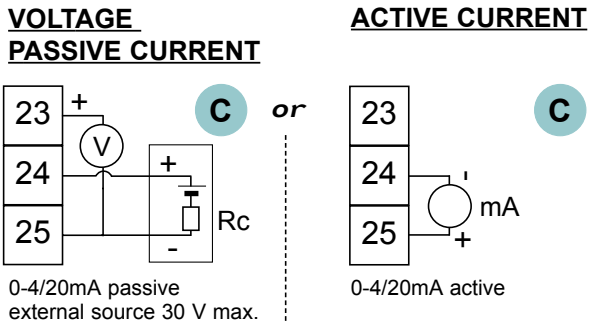 VOLTAGE
PASSIVE CURRENT
23
+
V
24
+
25
-
Rc
C
0-4/20mA passive
external source 30 V max.
or
ACTIVE CURRENT
23
C
24
-
mA
25
+
0-4/20mA active